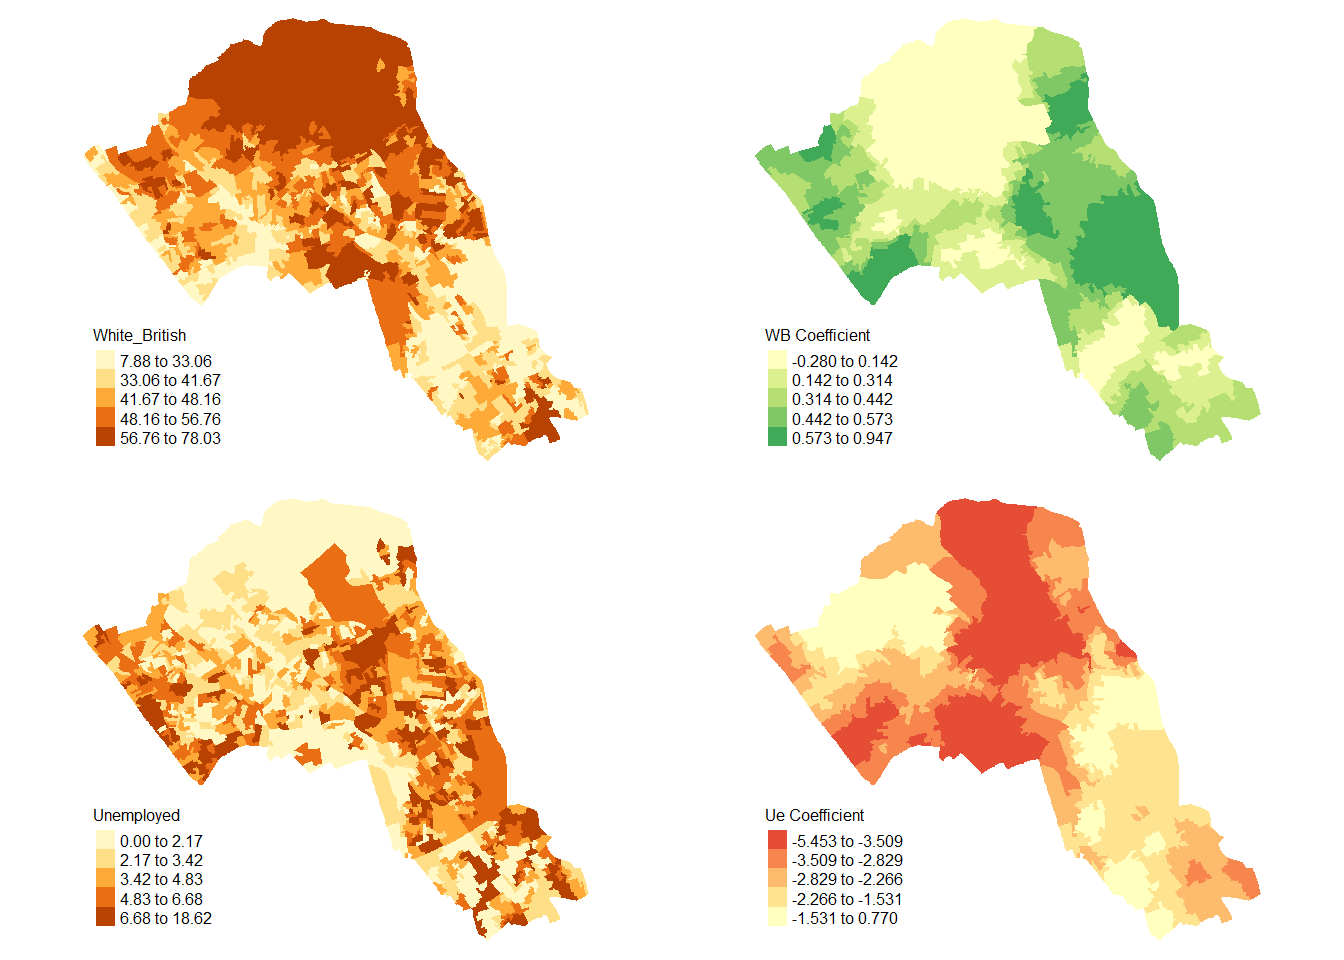 White_British
7.88 to 33.06
33.06 to 41.67
41.67 to 48.16
48.16 to 56.76
56.76 to 78.03
WB Coefficient
-0.280 to 0.142
0.142 to 0.314
0.314 to 0.442
0.442 to 0.573
0.573 to 0.947
Unemployed
0.00 to 2.17
2.17 to 3.42
3.42 to 4.83
4.83 to 6.68
6.68 to 18.62
Ue Coefficient
-5.453 to -3.509
-3.509 to -2.829
-2.829 to -2.266
-2.266 to -1.531
-1.531 to 0.770